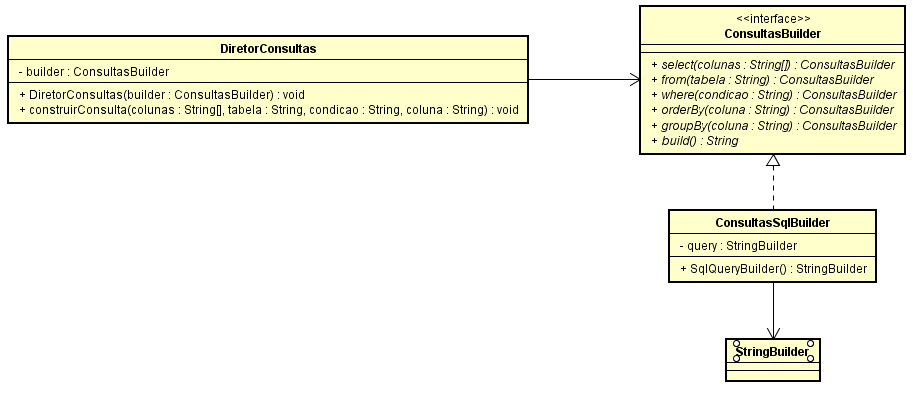 DiretorConsultas
- builder : ConsultasBuilder
+ DiretorConsultas(builder : ConsultasBuilder) : void
+ construirConsulta(colunas : String[], tabela : String, condicao : String, coluna : String) : void
<<interface>>
ConsultasBuilder
+ select(colunas : String[]) : ConsultasBuilder
+ from(tabela : String) : ConsultasBuilder
+ where(condicao : String) : ConsultasBuilder
+ orderBy(coluna : String) : ConsultasBuilder
+ groupBy(coluna : String) : ConsultasBuilder
+ build() : String
ConsultasSqlBuilder
- query : StringBuilder
+ SqlQueryBuilder() : StringBuilder
StringBuilder